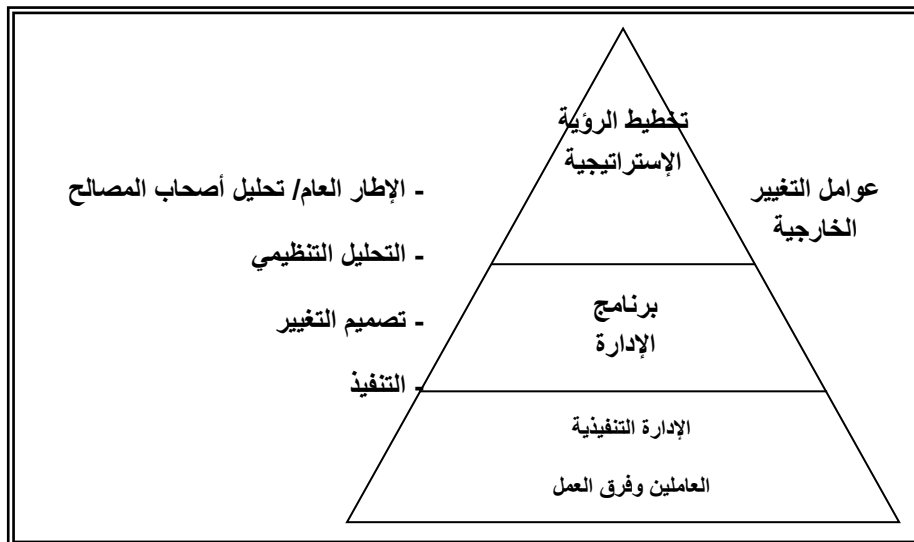 تخطيط الرؤية
الإستراتيجية
عوامل التغيير
الخارجية
- الإطار العام/ تحليل أصحاب المصالح
- التحليل التنظيمي
- تصميم التغيير
- التنفيذ
برنامج
الإدارة
الإدارة التنفيذية
العاملين وفرق العمل